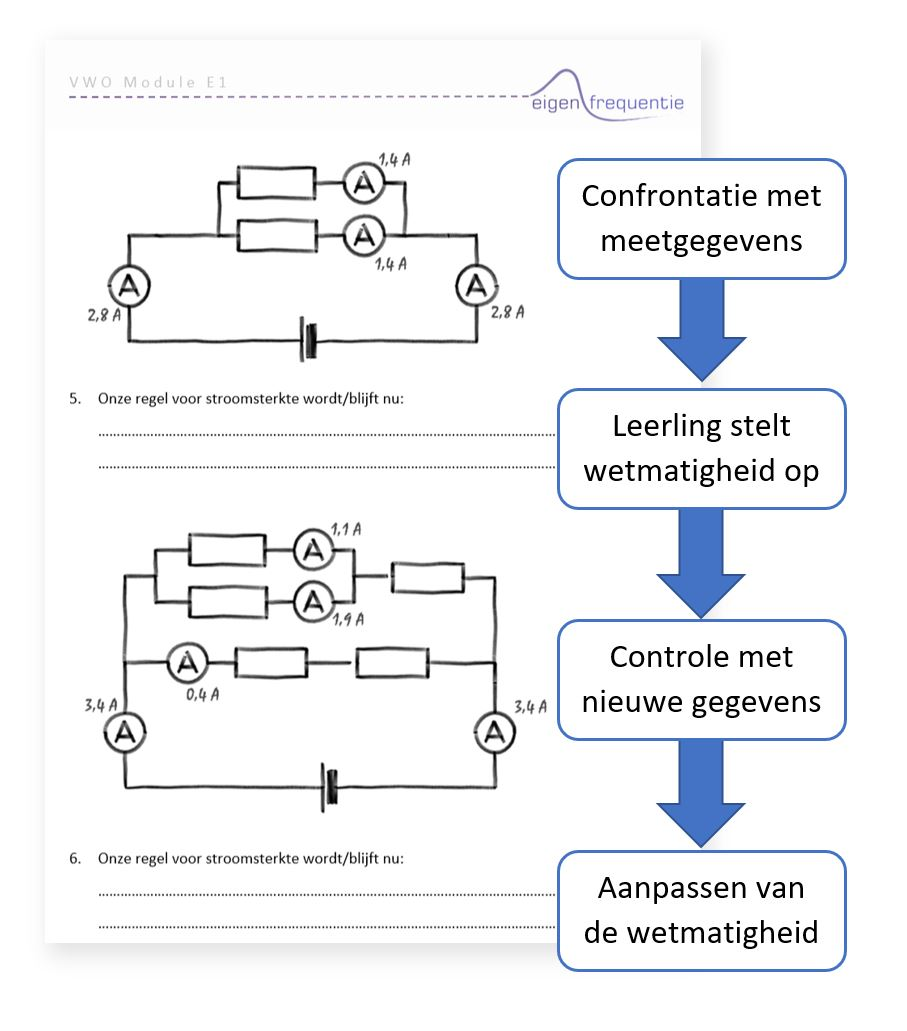 VWO Module E1
eigen frequentie
1,4 A
A
A
1,4 A
A
A
2,8 A
2,8 A
5. Onze regel voor stroomsterkte wordt/blijft nu:
1,1 A
A
A
1,9 A
A
0,4 A
3,4 A
3,4 A
A
A
6. Onze regel voor stroomsterkte wordt/blijft nu:
Confrontatie met
meetgegevens
Leerling stelt
wetmatigheid op
Controle met
nieuwe gegevens
Aanpassen van
de wetmatigheid